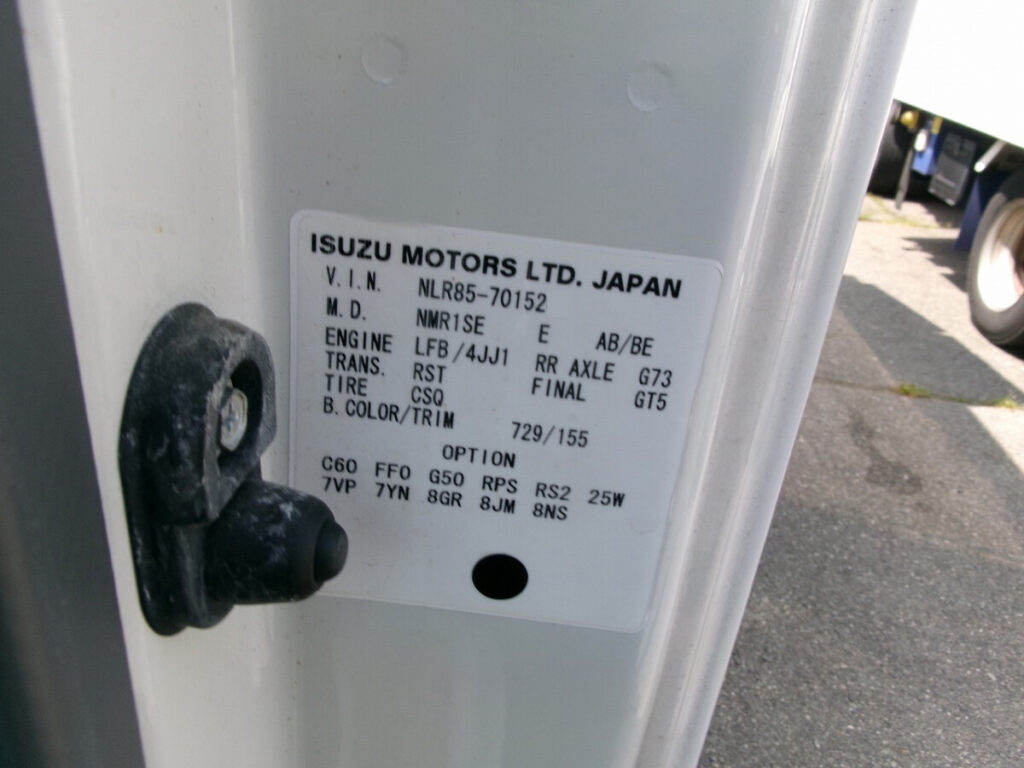 ISUZU MOTORS LTD. JAPAN
V.I.N. NLR85-70152
M.D. NMR1SE E AB/BE
ENGINE LFB/4JJ1 RR AXLE G73
TRANS. RST FINAL GT5
TIRE CSQ
B.COLOR/TRIM 729/155
OPTION
C60 FF0 G50 RPS RS2 25W
7VP 7YN 8GR 8JM 8NS